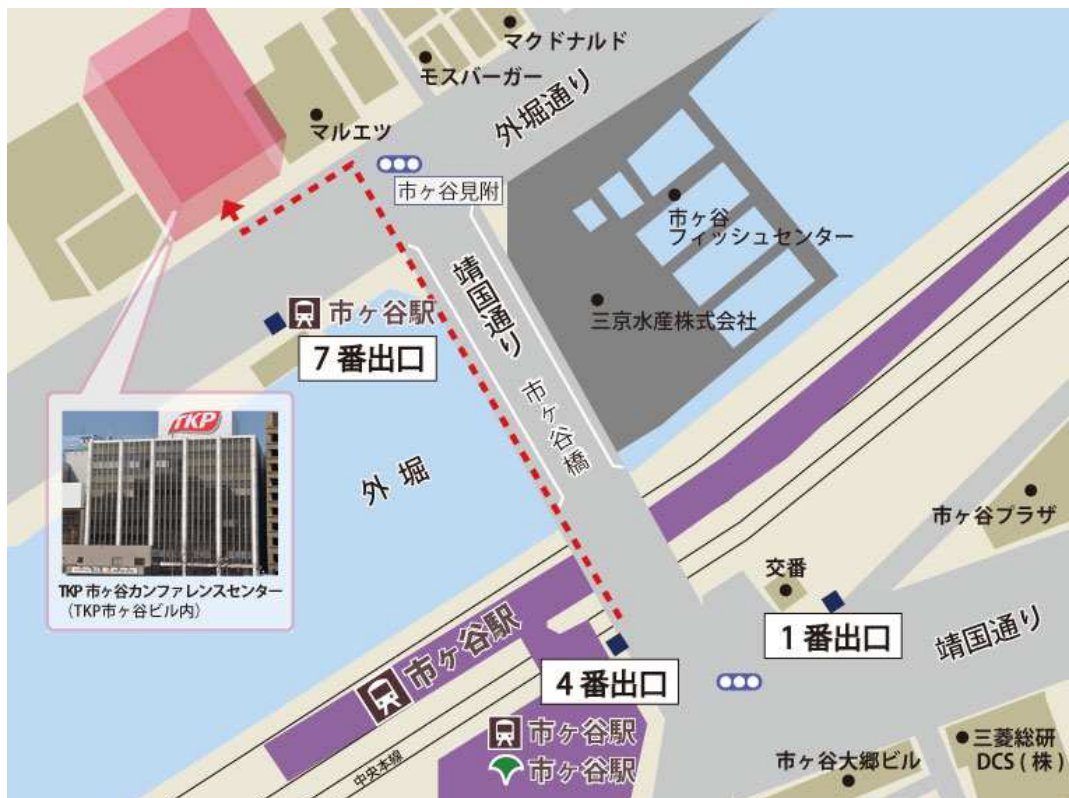 マクドナルド
モスバーガー
マルエツ
外堀通り
市ヶ谷見附
市ヶ谷
フィッシュセンター
靖国通り
三京水産株式会社
市ヶ谷駅
7番出口
市ヶ谷橋
TKP
外堀
市ヶ谷プラザ
TKP市ヶ谷カンファレンスセンター
(TKP市ヶ谷ビル内)
交番
1番出口
靖国通り
市ヶ谷駅
4番出口
市ヶ谷駅
市ヶ谷駅
中央本線
三菱総研
DCS(株)
市ヶ谷大郷ビル